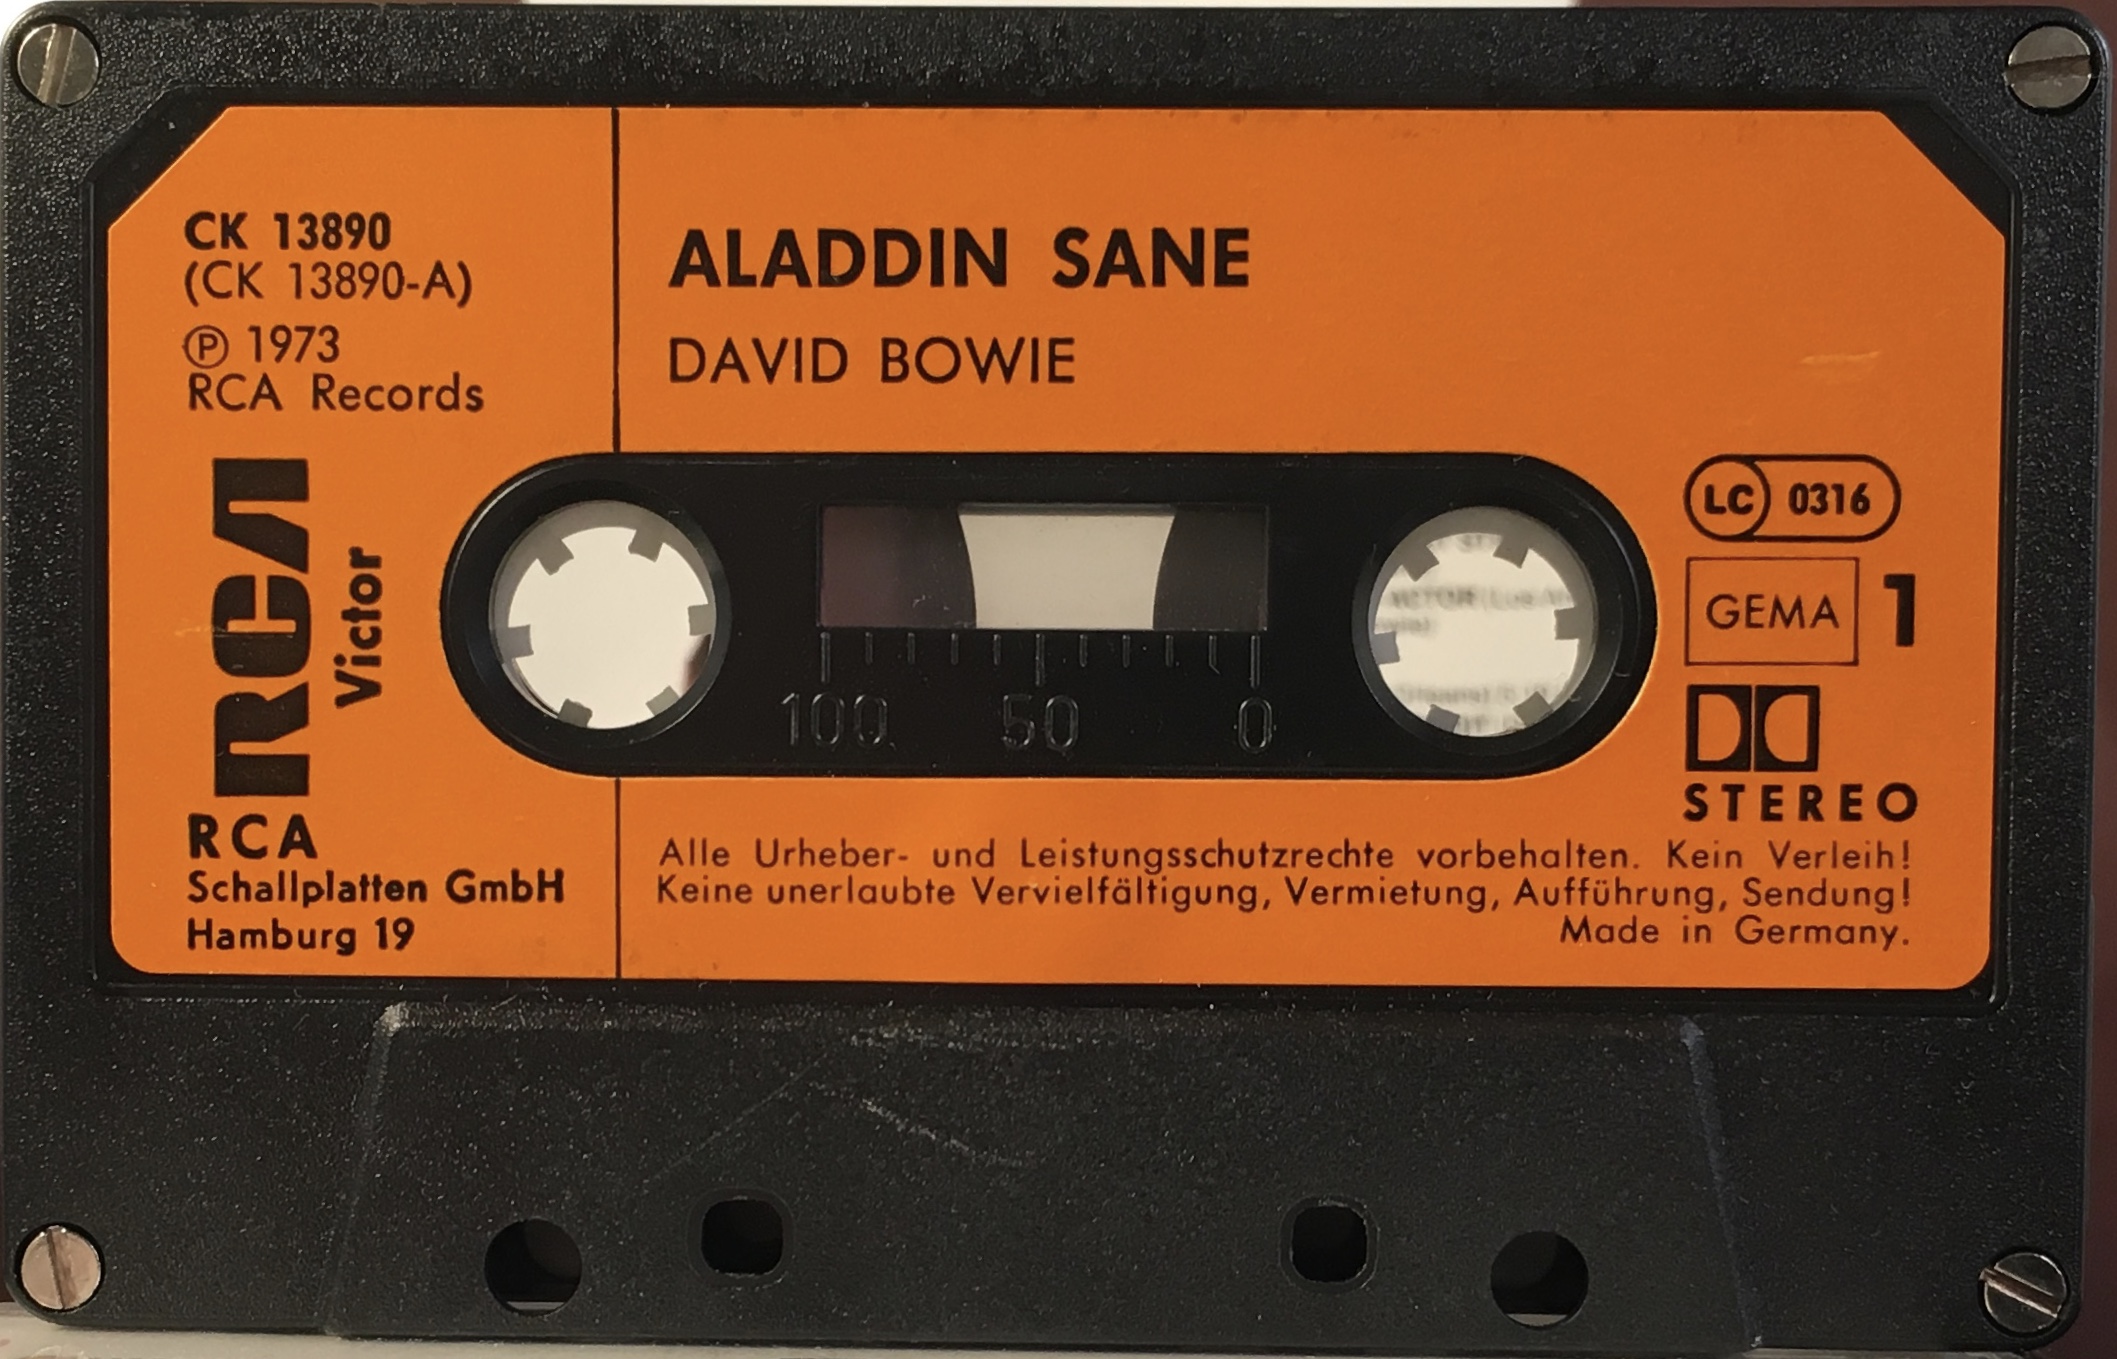 CK 13890
(CK 13890-A)
℗ 1973
RCA Records
RCA
Victor
RCA
Schallplatten GmbH
Hamburg 19
ALADDIN SANE
DAVID BOWIE
100 50 0
LC 0316
GEMA 1
STEREO
Alle Urheber- und Leistungsschutzrechte vorbehalten. Kein Verleih!
Keine unerlaubte Vervielfältigung, Vermietung, Aufführung, Sendung!
Made in Germany.